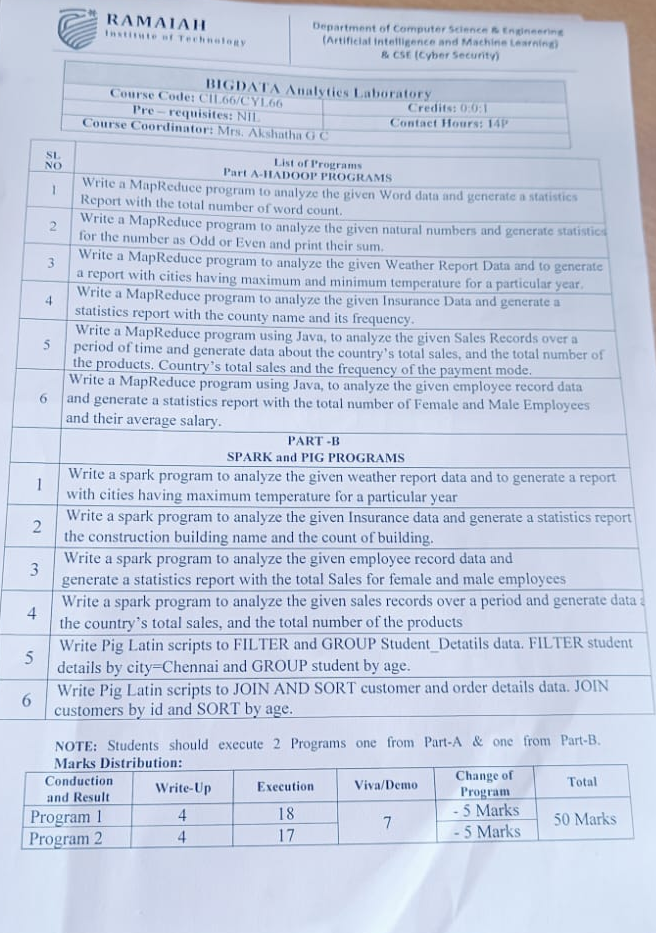 RAMAIAH
Institute of Technology
Department of Computer Science & Engineering
(Artificial Intelligence and Machine Learning)
& CSE (Cyber Security)
BIGDATA Analytics Laboratory
Course Code: CIL66/CYL66
Credits: 0:0:1
Pre – requisites: NIL
Contact Hours: 14P
Course Coordinator: Mrs. Akshatha G C
SL
NO
List of Programs
Part A-HADOOP PROGRAMS
1
Write a MapReduce program to analyze the given Word data and generate a statistics
Report with the total number of word count.
2
Write a MapReduce program to analyze the given natural numbers and generate statistics
for the number as Odd or Even and print their sum.
3
Write a MapReduce program to analyze the given Weather Report Data and to generate
a report with cities having maximum and minimum temperature for a particular year.
4
Write a MapReduce program to analyze the given Insurance Data and generate a
statistics report with the county name and its frequency.
5
Write a MapReduce program using Java, to analyze the given Sales Records over a
period of time and generate data about the country's total sales, and the total number of
the products. Country's total sales and the frequency of the payment mode.
6
Write a MapReduce program using Java, to analyze the given employee record data
and generate a statistics report with the total number of Female and Male Employees
and their average salary.
PART -B
SPARK and PIG PROGRAMS
1
Write a spark program to analyze the given weather report data and to generate a report
with cities having maximum temperature for a particular year
2
Write a spark program to analyze the given Insurance data and generate a statistics report
the construction building name and the count of building.
3
Write a spark program to analyze the given employee record data and
generate a statistics report with the total Sales for female and male employees
4
Write a spark program to analyze the given sales records over a period and generate data
the country's total sales, and the total number of the products
5
Write Pig Latin scripts to FILTER and GROUP Student_Detatils data. FILTER student
details by city=Chennai and GROUP student by age.
6
Write Pig Latin scripts to JOIN AND SORT customer and order details data. JOIN
customers by id and SORT by age.
NOTE: Students should execute 2 Programs one from Part-A & one from Part-B.
Marks Distribution:
Conduction
and Result
Write-Up
Execution
Viva/Demo
Change of
Program
Total
Program 1
4
18
7
- 5 Marks
50 Marks
Program 2
4
17
- 5 Marks